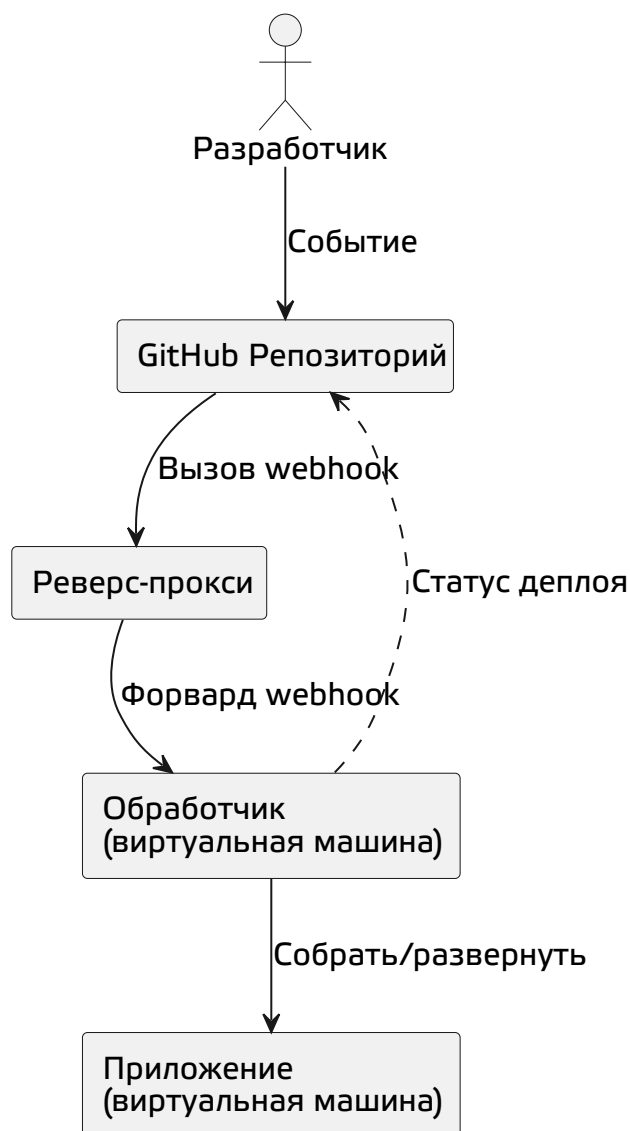 Разработчик
Событие
GitHub Репозиторий
Вызов webhook
Реверс-прокси
Статус деплоя
Форвард webhook
Обработчик
(виртуальная машина)
Собрать/развернуть
Приложение
(виртуальная машина)